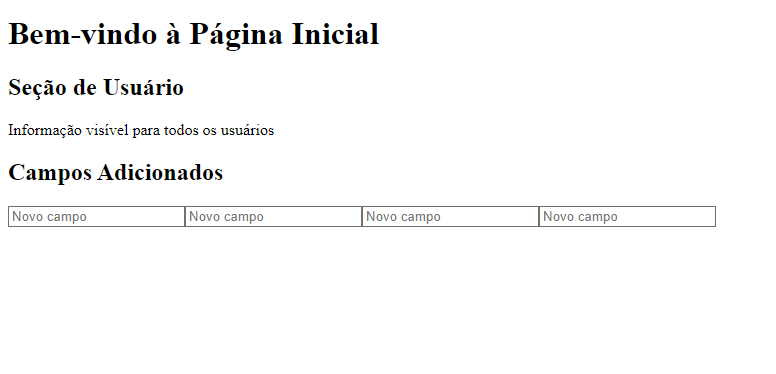 Bem-vindo à Página Inicial
Seção de Usuário
Informação visível para todos os usuários
Campos Adicionados
Novo campo Novo campo Novo campo Novo campo